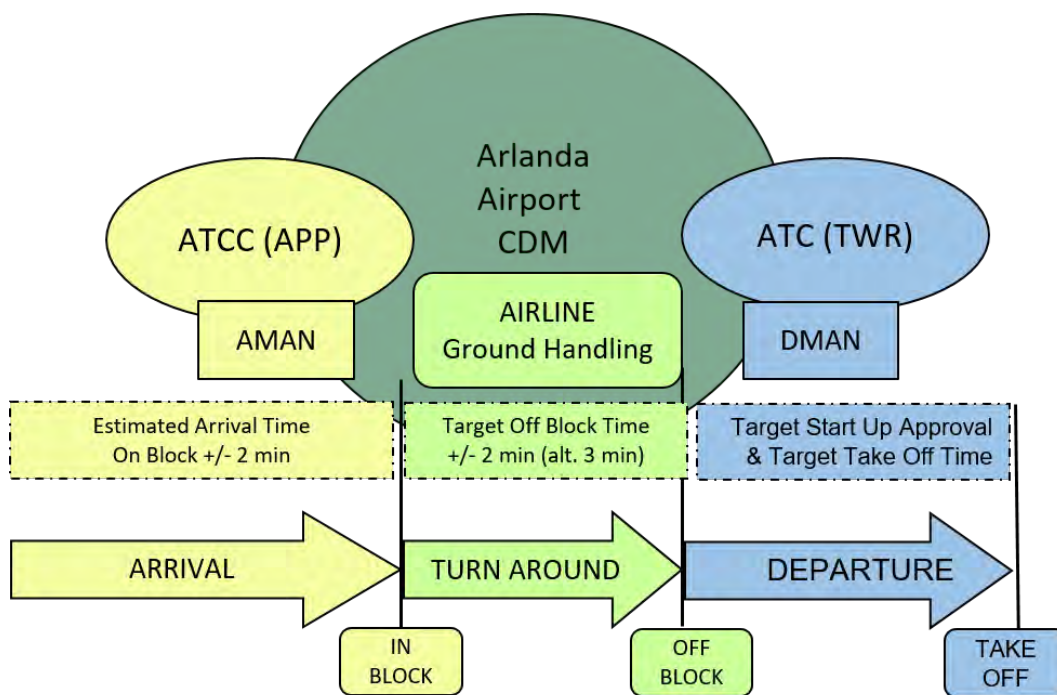 Arlanda
Airport
CDM
ATCC (APP)
ATC (TWR)
AMAN
AIRLINE
Ground Handling
DMAN
Estimated Arrival Time
On Block +/- 2 min
Target Off Block Time
+/- 2 min (alt. 3 min)
Target Start Up Approval
& Target Take Off Time
ARRIVAL
TURN AROUND
DEPARTURE
IN
BLOCK
OFF
BLOCK
TAKE
OFF